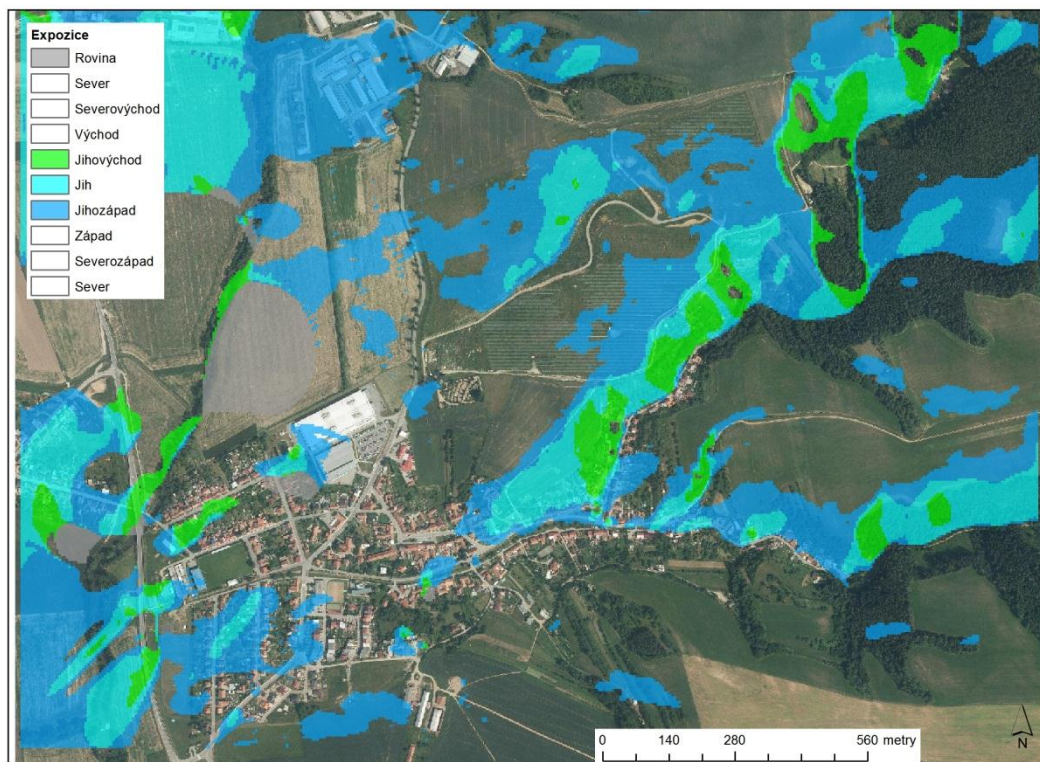 Expozice
Rovina
Sever
Severovýchod
Východ
Jihovýchod
Jih
Jihozápad
Západ
Severozápad
Sever
0 140 280 560 metry
N